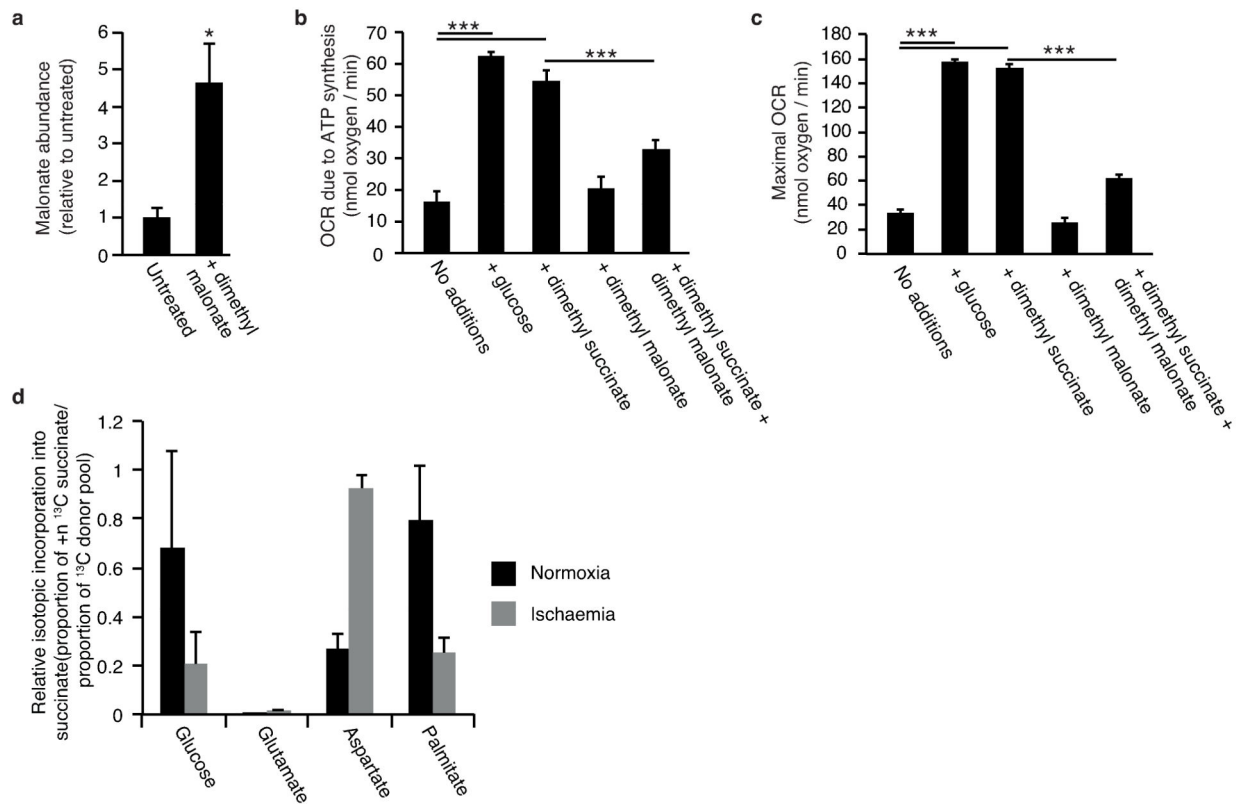 a
Malonate abundance
(relative to untreated)
6
5
4
3
2
1
0
*
Untreated
+ dimethyl
malonate
b
OCR due to ATP synthesis
(nmol oxygen / min)
70
60
50
40
30
20
10
0
***
***
No additions
+ glucose
+ dimethyl succinate
+ dimethyl malonate
+ dimethyl succinate +
dimethyl malonate
c
Maximal OCR
(nmol oxygen / min)
180
160
140
120
100
80
60
40
20
0
***
***
No additions
+ glucose
+ dimethyl succinate
+ dimethyl malonate
+ dimethyl succinate +
dimethyl malonate
d
Relative isotopic incorporation into
succinate(proportion of +n ¹³C succinate/
proportion of ¹³C donor pool)
1.2
1
0.8
0.6
0.4
0.2
0
Glucose
Glutamate
Aspartate
Palmitate
Normoxia
Ischaemia